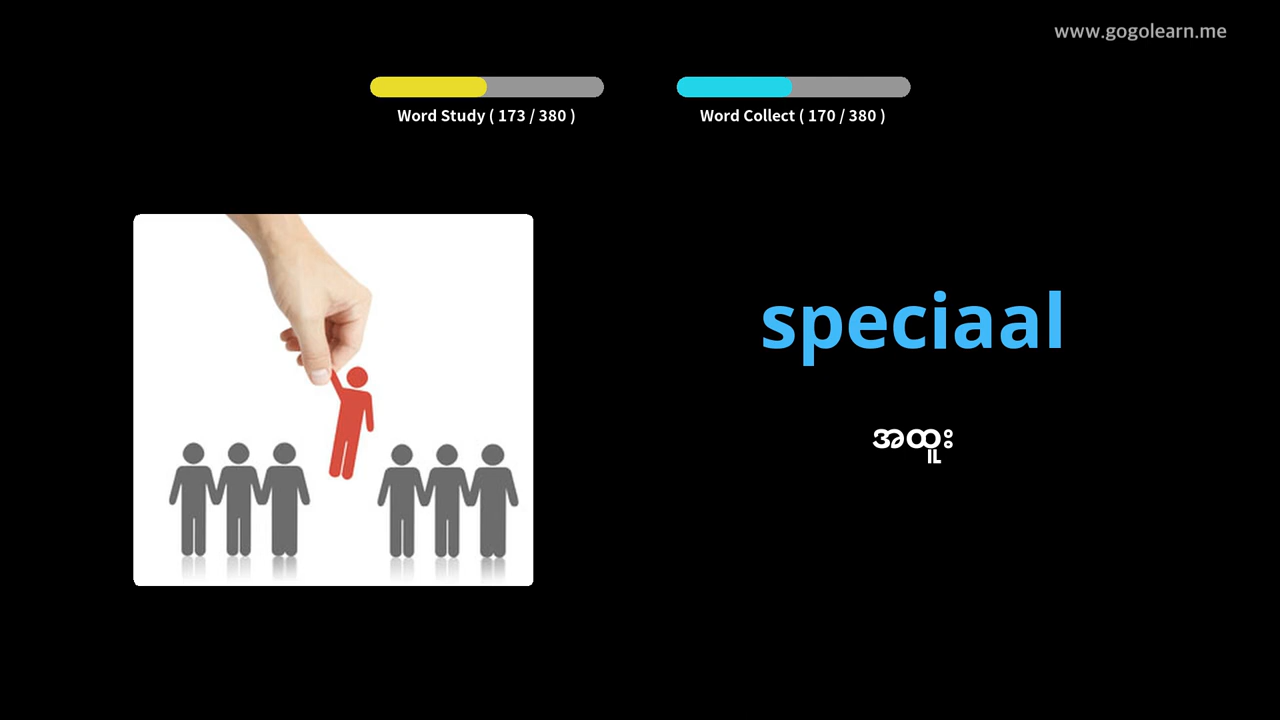 www.gogolearn.me
Word Study ( 173 / 380 )
Word Collect ( 170 / 380 )
speciaal
အထူး